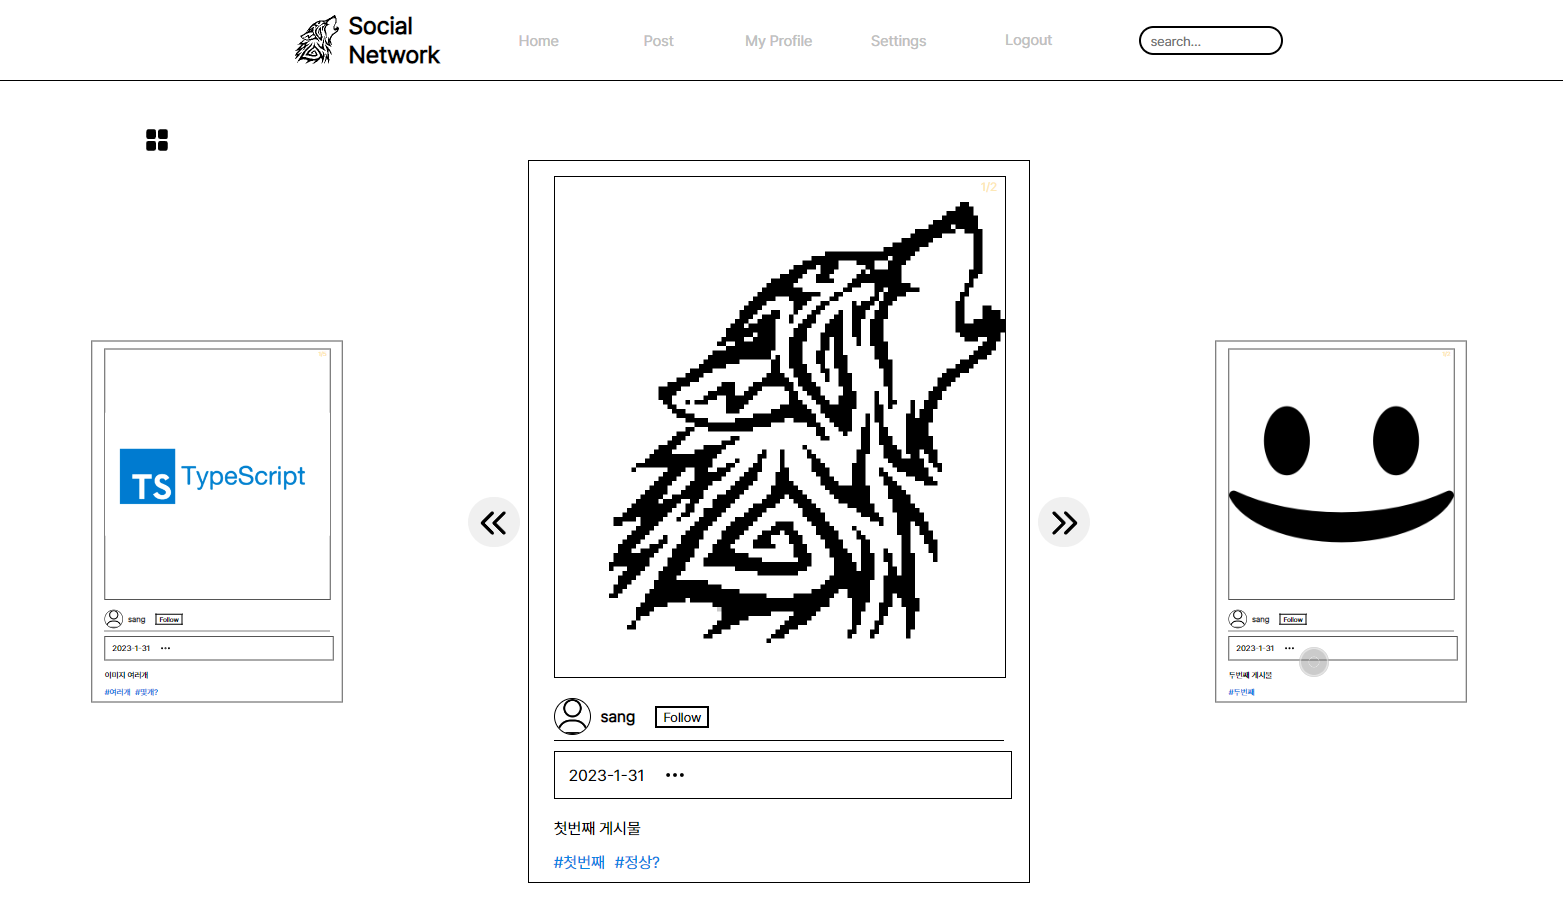 Social
Network
Home
Post
My Profile
Settings
Logout
search...
TS TypeScript
sang
Follow
2023-1-31 •••
이미지 여러개
#여러개 #몇개?
1/2
sang
Follow
2023-1-31 •••
첫번째 게시물
#첫번째 #정상?
sang
Follow
2023-1-31 •••
두번째 게시물
#두번째